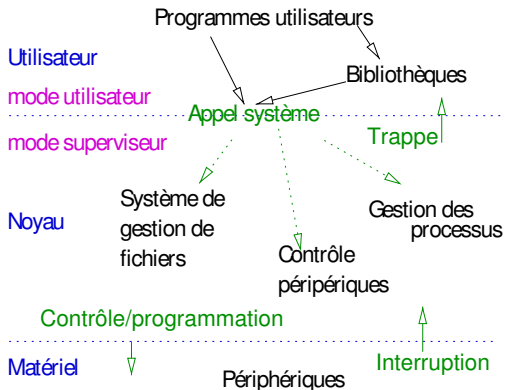 Programmes utilisateurs
Utilisateur
Bibliothèques
mode utilisateur
Appel système
mode superviseur
Trappe
Système de
gestion de
fichiers
Noyau
Gestion des
processus
Contrôle
péripériques
Contrôle/programmation
Interruption
Matériel
Périphériques